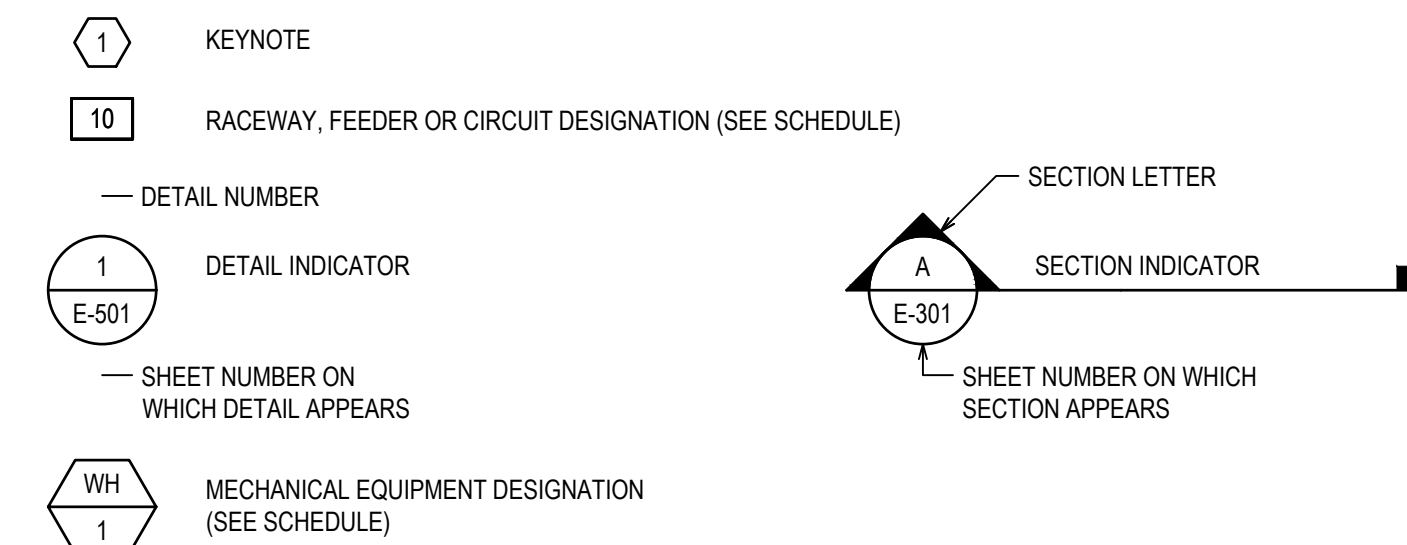 1
KEYNOTE
10
RACEWAY, FEEDER OR CIRCUIT DESIGNATION (SEE SCHEDULE)
DETAIL NUMBER
1
E-501
DETAIL INDICATOR
SHEET NUMBER ON
WHICH DETAIL APPEARS
WH
1
MECHANICAL EQUIPMENT DESIGNATION
(SEE SCHEDULE)
SECTION LETTER
A
E-301
SECTION INDICATOR
SHEET NUMBER ON WHICH
SECTION APPEARS